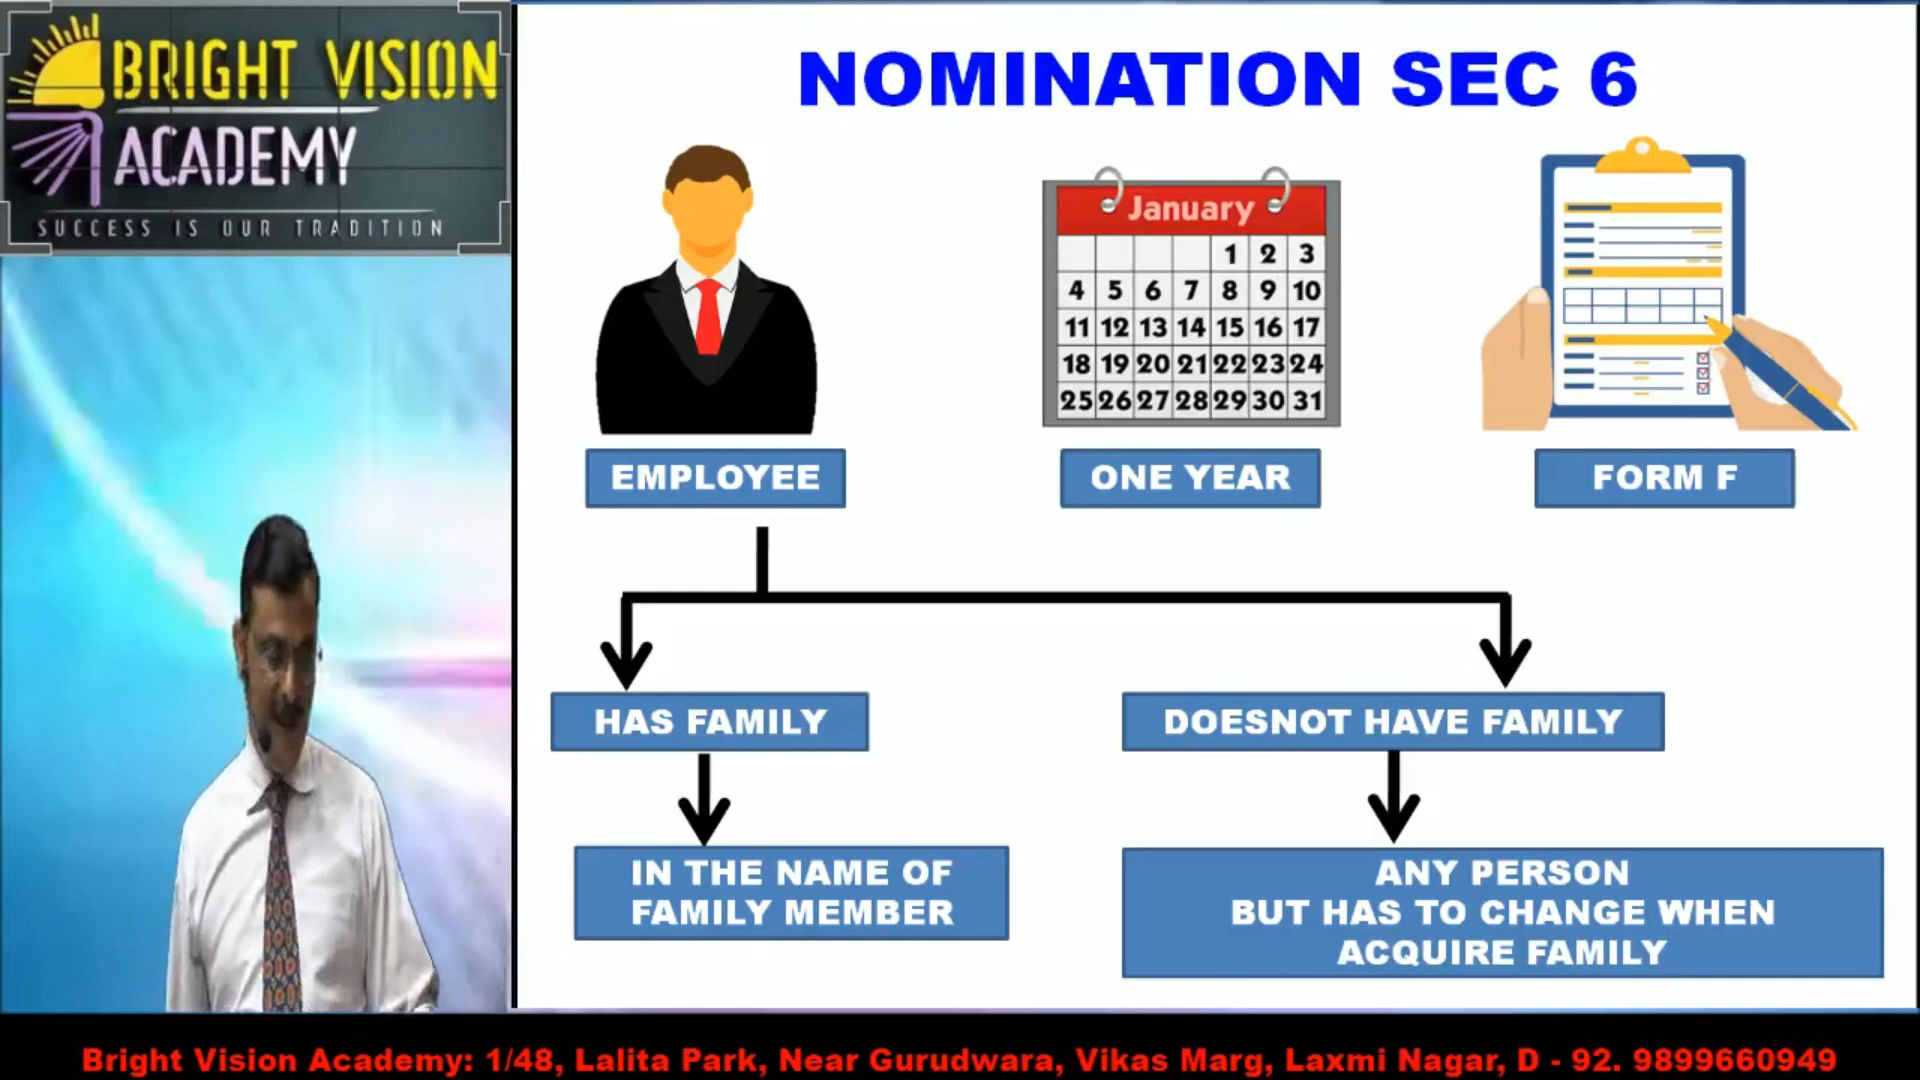 BRIGHT VISION
ACADEMY
SUCCESS IS OUR TRADITION
NOMINATION SEC 6
January
1 2 3
4 5 6 7 8 9 10
11 12 13 14 15 16 17
18 19 20 21 22 23 24
25 26 27 28 29 30 31
EMPLOYEE
ONE YEAR
FORM F
HAS FAMILY
DOESNOT HAVE FAMILY
IN THE NAME OF
FAMILY MEMBER
ANY PERSON
BUT HAS TO CHANGE WHEN
ACQUIRE FAMILY
Bright Vision Academy: 1/48, Lalita Park, Near Gurudwara, Vikas Marg, Laxmi Nagar, D - 92. 9899660949